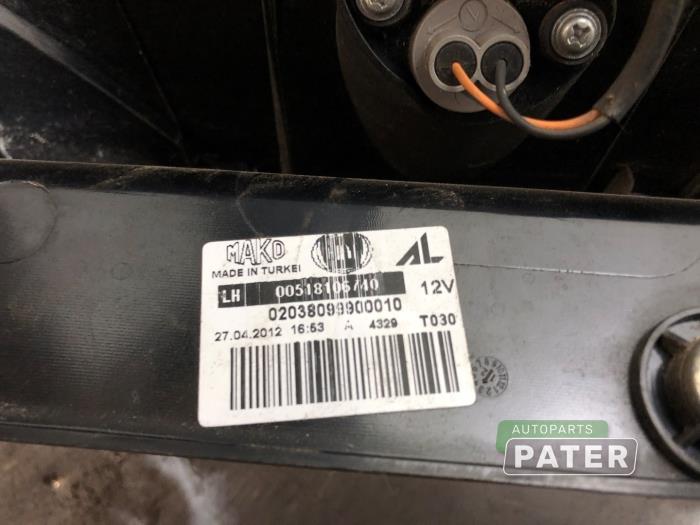 MAKO
AL
MADE IN TURKEI
LH 00518106740 12V
02038099900010
27.04.2012 16:53 A 4329 T030
AUTOPARTS
PATER